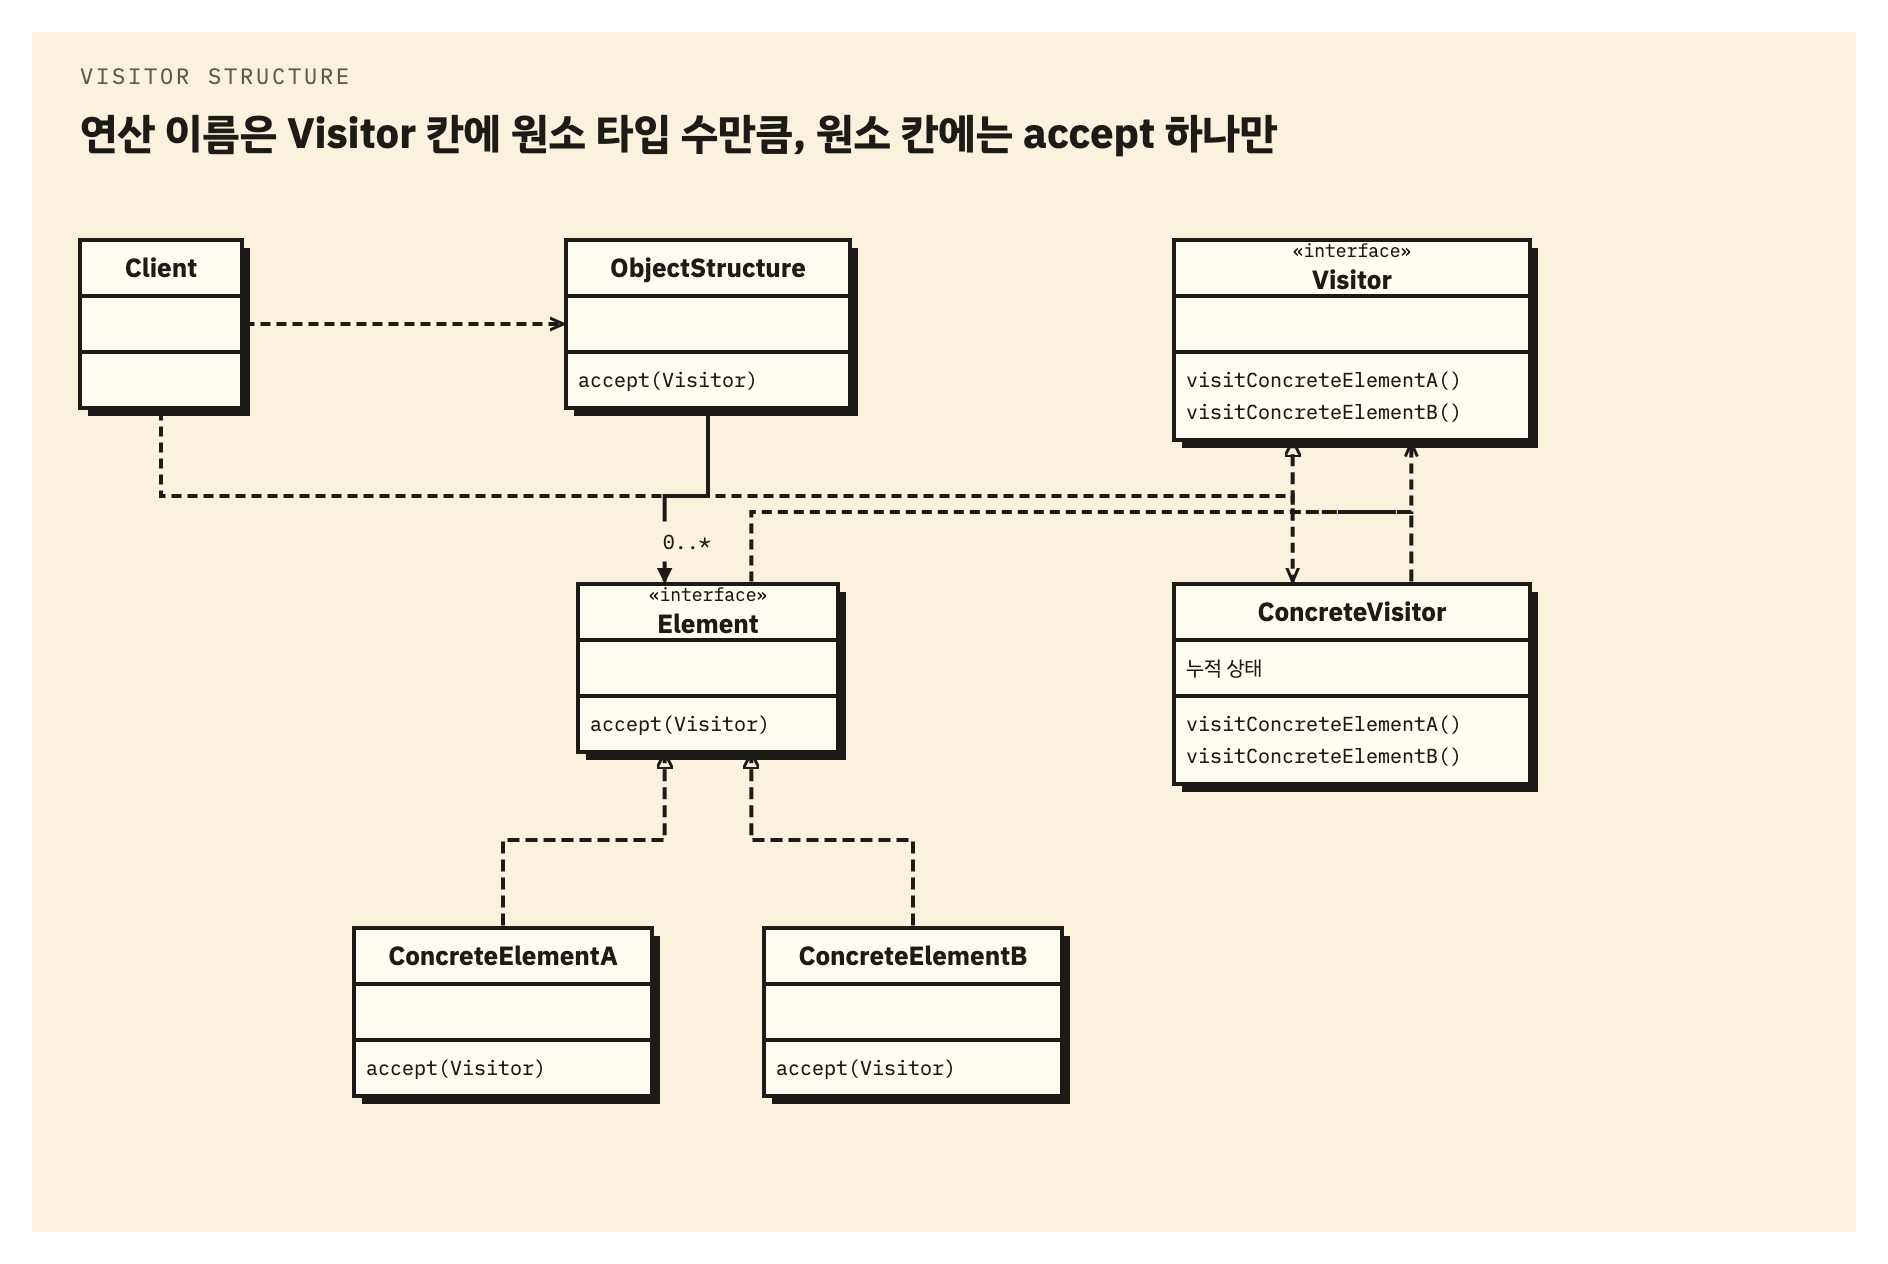 VISITOR STRUCTURE
연산 이름은 Visitor 칸에 원소 타입 수만큼, 원소 칸에는 accept 하나만
Client
ObjectStructure
accept(Visitor)
«interface»
Visitor
visitConcreteElementA()
visitConcreteElementB()
0..*
«interface»
Element
accept(Visitor)
ConcreteVisitor
누적 상태
visitConcreteElementA()
visitConcreteElementB()
ConcreteElementA
accept(Visitor)
ConcreteElementB
accept(Visitor)